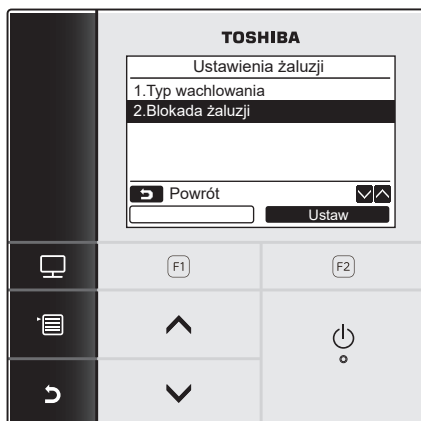 TOSHIBA
Ustawienia żaluzji
1.Typ wachlowania
2.Blokada żaluzji
Powrót
Ustaw
F1
F2